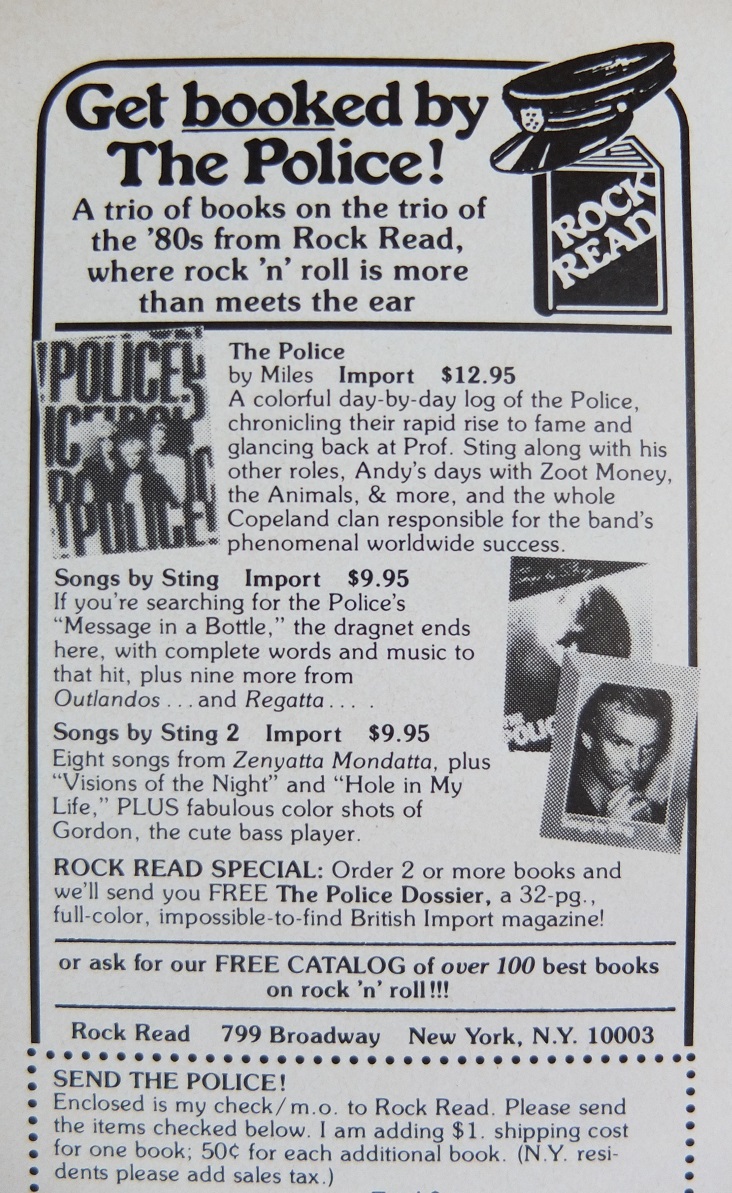 Get booked by
The Police!
A trio of books on the trio of
the '80s from Rock Read,
where rock 'n' roll is more
than meets the ear
ROCK
READ
!POLICE!
POLICE!
The Police
by Miles Import $12.95
A colorful day-by-day log of the Police,
chronicling their rapid rise to fame and
glancing back at Prof. Sting along with his
other roles, Andy's days with Zoot Money,
the Animals, & more, and the whole
Copeland clan responsible for the band's
phenomenal worldwide success.
Songs by Sting Import $9.95
If you're searching for the Police's
“Message in a Bottle,” the dragnet ends
here, with complete words and music to
that hit, plus nine more from
Outlandos ... and Regatta ... .
Songs by Sting 2 Import $9.95
Eight songs from Zenyatta Mondatta, plus
“Visions of the Night” and “Hole in My
Life,” PLUS fabulous color shots of
Gordon, the cute bass player.
ROCK READ SPECIAL: Order 2 or more books and
we'll send you FREE The Police Dossier, a 32-pg.,
full-color, impossible-to-find British Import magazine!
or ask for our FREE CATALOG of over 100 best books
on rock 'n' roll!!!
Rock Read 799 Broadway New York, N.Y. 10003
SEND THE POLICE!
Enclosed is my check/m.o. to Rock Read. Please send
the items checked below. I am adding $1. shipping cost
for one book; 50¢ for each additional book. (N.Y. resi-
dents please add sales tax.)